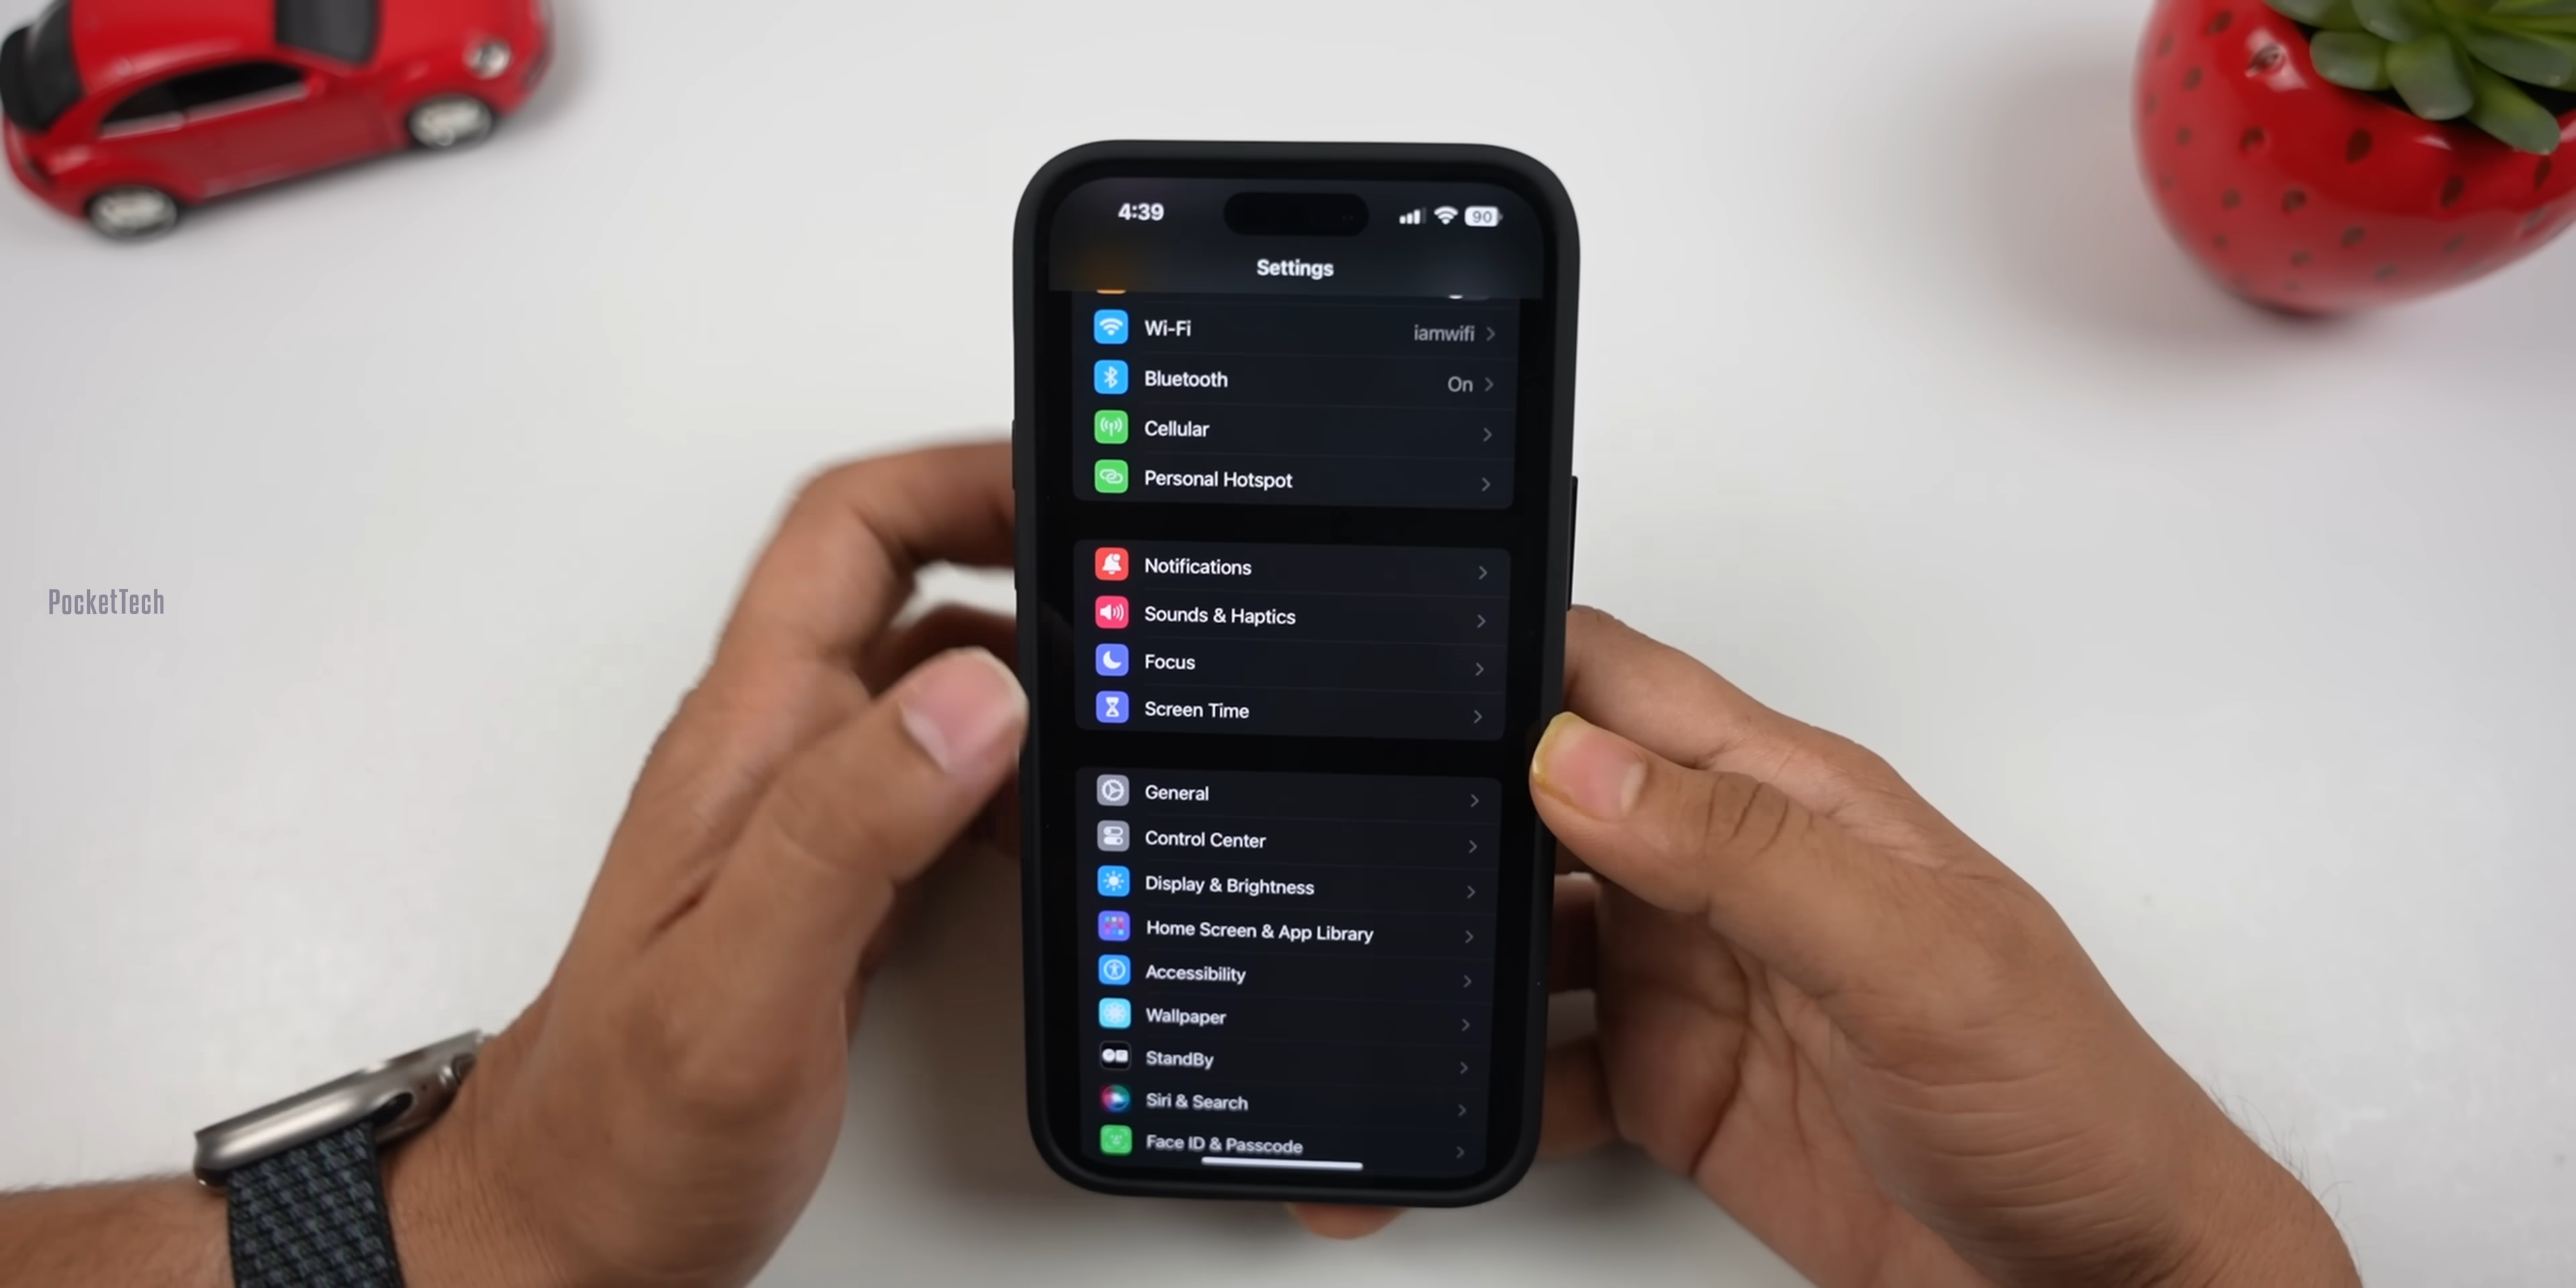 4:39
90
Settings
Wi-Fi
iamwifi
Bluetooth
On
Cellular
Personal Hotspot
PocketTech
Notifications
Sounds & Haptics
Focus
Screen Time
General
Control Center
Display & Brightness
Home Screen & App Library
Accessibility
Wallpaper
StandBy
Siri & Search
Face ID & Passcode